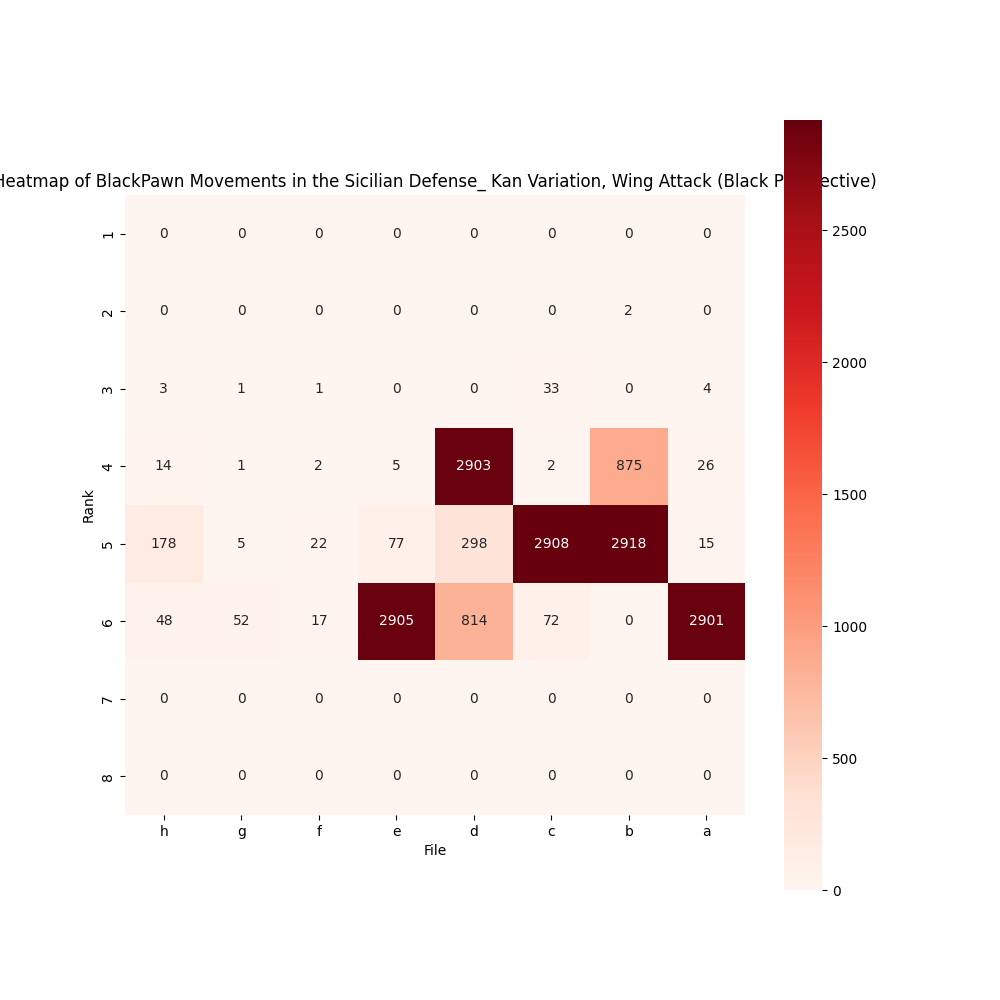 Heatmap of BlackPawn Movements in the Sicilian Defense_ Kan Variation, Wing Attack (Black P ective)
1 0 0 0 0 0 0 0 0
2 0 0 0 0 0 0 2 0
2500
2000
3 3 1 1 0 0 33 0 4
4 14 1 2 5 2903 2 875 26
1500
Rank
5 178 5 22 77 298 2908 2918 15
1000
6 48 52 17 2905 814 72 0 2901
7 0 0 0 0 0 0 0 0
500
8 0 0 0 0 0 0 0 0
h g f e d c b a
File
0